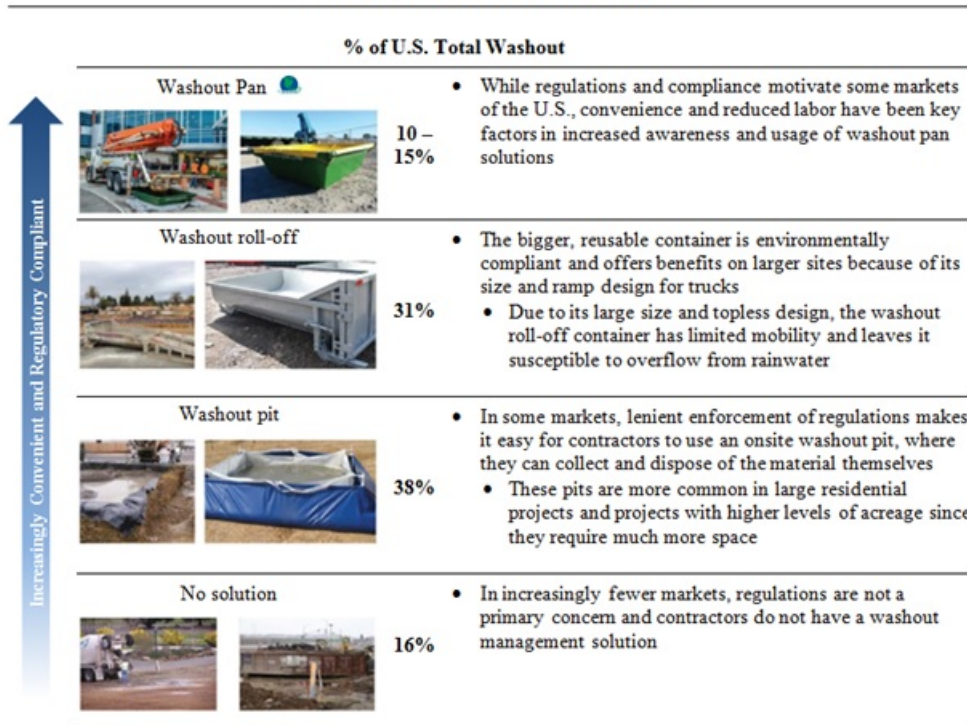 % of U.S. Total Washout
Increasingly Convenient and Regulatory Compliant
Washout Pan
10 –
15%
• While regulations and compliance motivate some markets
of the U.S., convenience and reduced labor have been key
factors in increased awareness and usage of washout pan
solutions
Washout roll-off
31%
• The bigger, reusable container is environmentally
compliant and offers benefits on larger sites because of its
size and ramp design for trucks
• Due to its large size and topless design, the washout
roll-off container has limited mobility and leaves it
susceptible to overflow from rainwater
Washout pit
38%
• In some markets, lenient enforcement of regulations makes
it easy for contractors to use an onsite washout pit, where
they can collect and dispose of the material themselves
• These pits are more common in large residential
projects and projects with higher levels of acreage since
they require much more space
No solution
16%
• In increasingly fewer markets, regulations are not a
primary concern and contractors do not have a washout
management solution